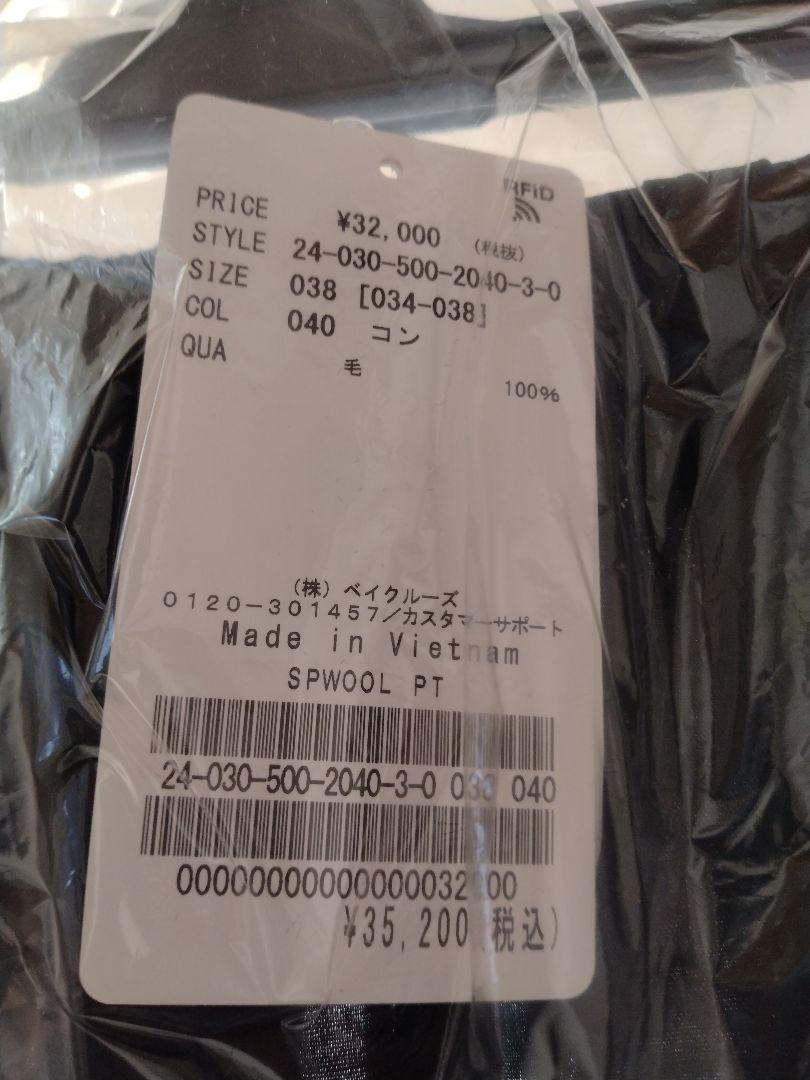 RFID
PRICE ¥32,000 (税抜)
STYLE 24-030-500-2040-3-0
SIZE 038 [034-038]
COL 040 コン
QUA 毛 100%
(株) ベイクルーズ
0120-301457/カスタマーサポート
Made in Vietnam
SPWOOL PT
24-030-500-2040-3-0 038 040
¥35,200(税込)